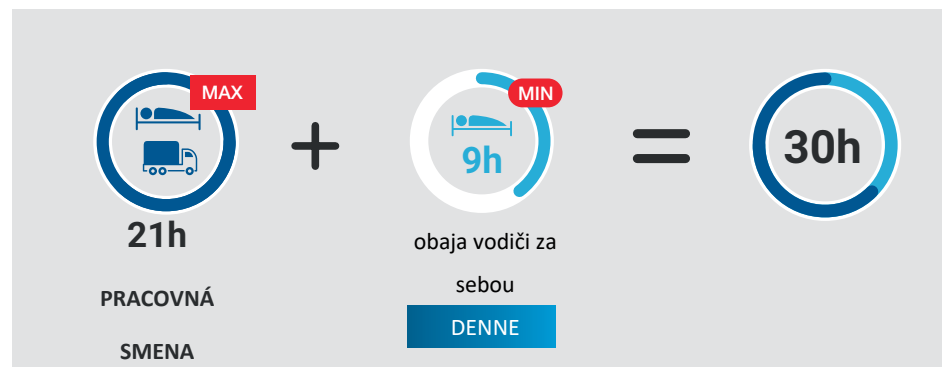 MAX
21h
PRACOVNÁ
SMENA
+
MIN
9h
obaja vodiči za
sebou
DENNE
=
30h